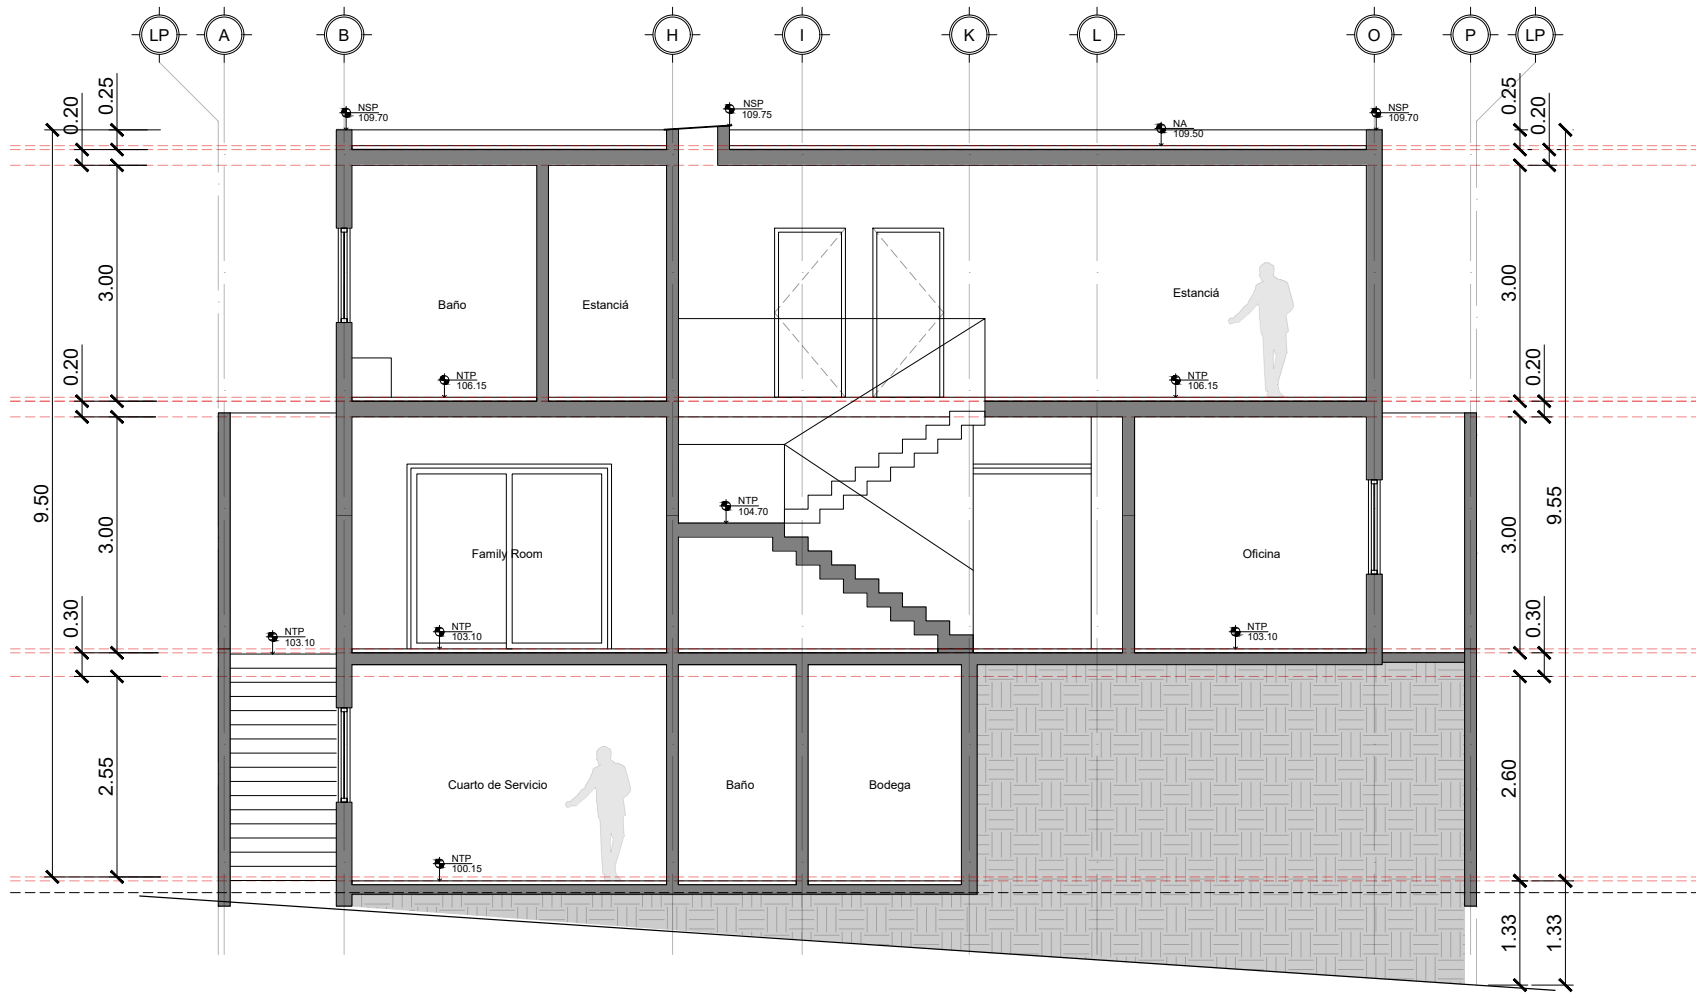 LP
A
B
H
I
K
L
O
P
LP
0.20
0.25
NSP
109.70
NSP
109.75
NA
109.50
NSP
109.70
0.25
0.20
3.00
Baño
Estanciá
Estanciá
3.00
0.20
NTP
106.15
NTP
106.15
0.20
9.50
3.00
NTP
104.70
Family Room
Oficina
3.00
9.55
0.30
NTP
103.10
NTP
103.10
NTP
103.10
0.30
2.55
Cuarto de Servicio
Baño
Bodega
2.60
NTP
100.15
1.33
1.33